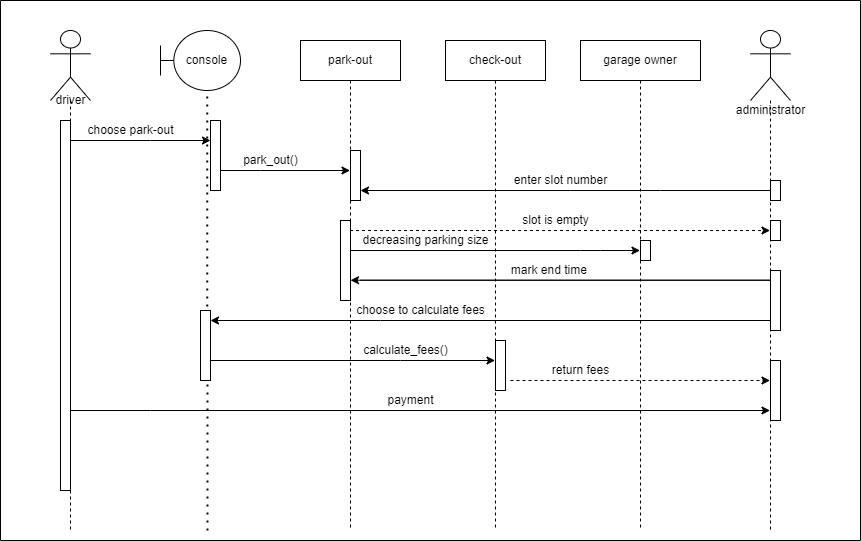 driver
console
park-out
check-out
garage owner
administrator
choose park-out
park_out()
enter slot number
slot is empty
decreasing parking size
mark end time
choose to calculate fees
calculate_fees()
return fees
payment